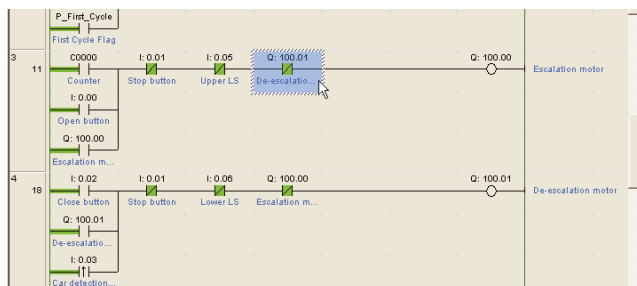 P_First_Cycle
First Cycle Flag
3
11
C0000
I: 0.01
I: 0.05
Q: 100.01
Q: 100.00
Counter
Stop button
Upper LS
De-escalatio...
Escalation motor
I: 0.00
Open button
Q: 100.00
Escalation m...
4
18
I: 0.02
I: 0.01
I: 0.06
Q: 100.00
Q: 100.01
Close button
Stop button
Lower LS
Escalation m...
De-escalation motor
Q: 100.01
De-escalatio...
I: 0.03
Car detection...